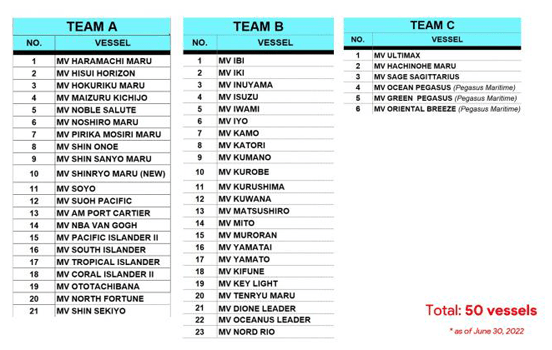 TEAM A
NO. VESSEL
1 MV HARAMACHI MARU
2 MV HISUI HORIZON
3 MV HOKURIKU MARU
4 MV MAIZURU KICHIJO
5 MV NOBLE SALUTE
6 MV NOSHIRO MARU
7 MV PIRIKA MOSIRI MARU
8 MV SHIN ONOE
9 MV SHIN SANYO MARU
10 MV SHINRYO MARU (NEW)
11 MV SOYO
12 MV SUOH PACIFIC
13 MV AM PORT CARTIER
14 MV NBA VAN GOGH
15 MV PACIFIC ISLANDER II
16 MV SOUTH ISLANDER
17 MV TROPICAL ISLANDER
18 MV CORAL ISLANDER II
19 MV OTOTACHIBANA
20 MV NORTH FORTUNE
21 MV SHIN SEKIYO
TEAM B
NO. VESSEL
1 MV IBI
2 MV IKI
3 MV INUYAMA
4 MV ISUZU
5 MV IWAMI
6 MV IYO
7 MV KAMO
8 MV KATORI
9 MV KUMANO
10 MV KUROBE
11 MV KURUSHIMA
12 MV KUWANA
13 MV MATSUSHIRO
14 MV MITO
15 MV MURORAN
16 MV YAMATAI
17 MV YAMATO
18 MV KIFUNE
19 MV KEY LIGHT
20 MV TENRYU MARU
21 MV DIONE LEADER
22 MV OCEANUS LEADER
23 MV NORD RIO
TEAM C
NO. VESSEL
1 MV ULTIMAX
2 MV HACHINOHE MARU
3 MV SAGE SAGITTARIUS
4 MV OCEAN PEGASUS (Pegasus Maritime)
5 MV GREEN PEGASUS (Pegasus Maritime)
6 MV ORIENTAL BREEZE (Pegasus Maritime)
Total: 50 vessels
* as of June 30, 2022